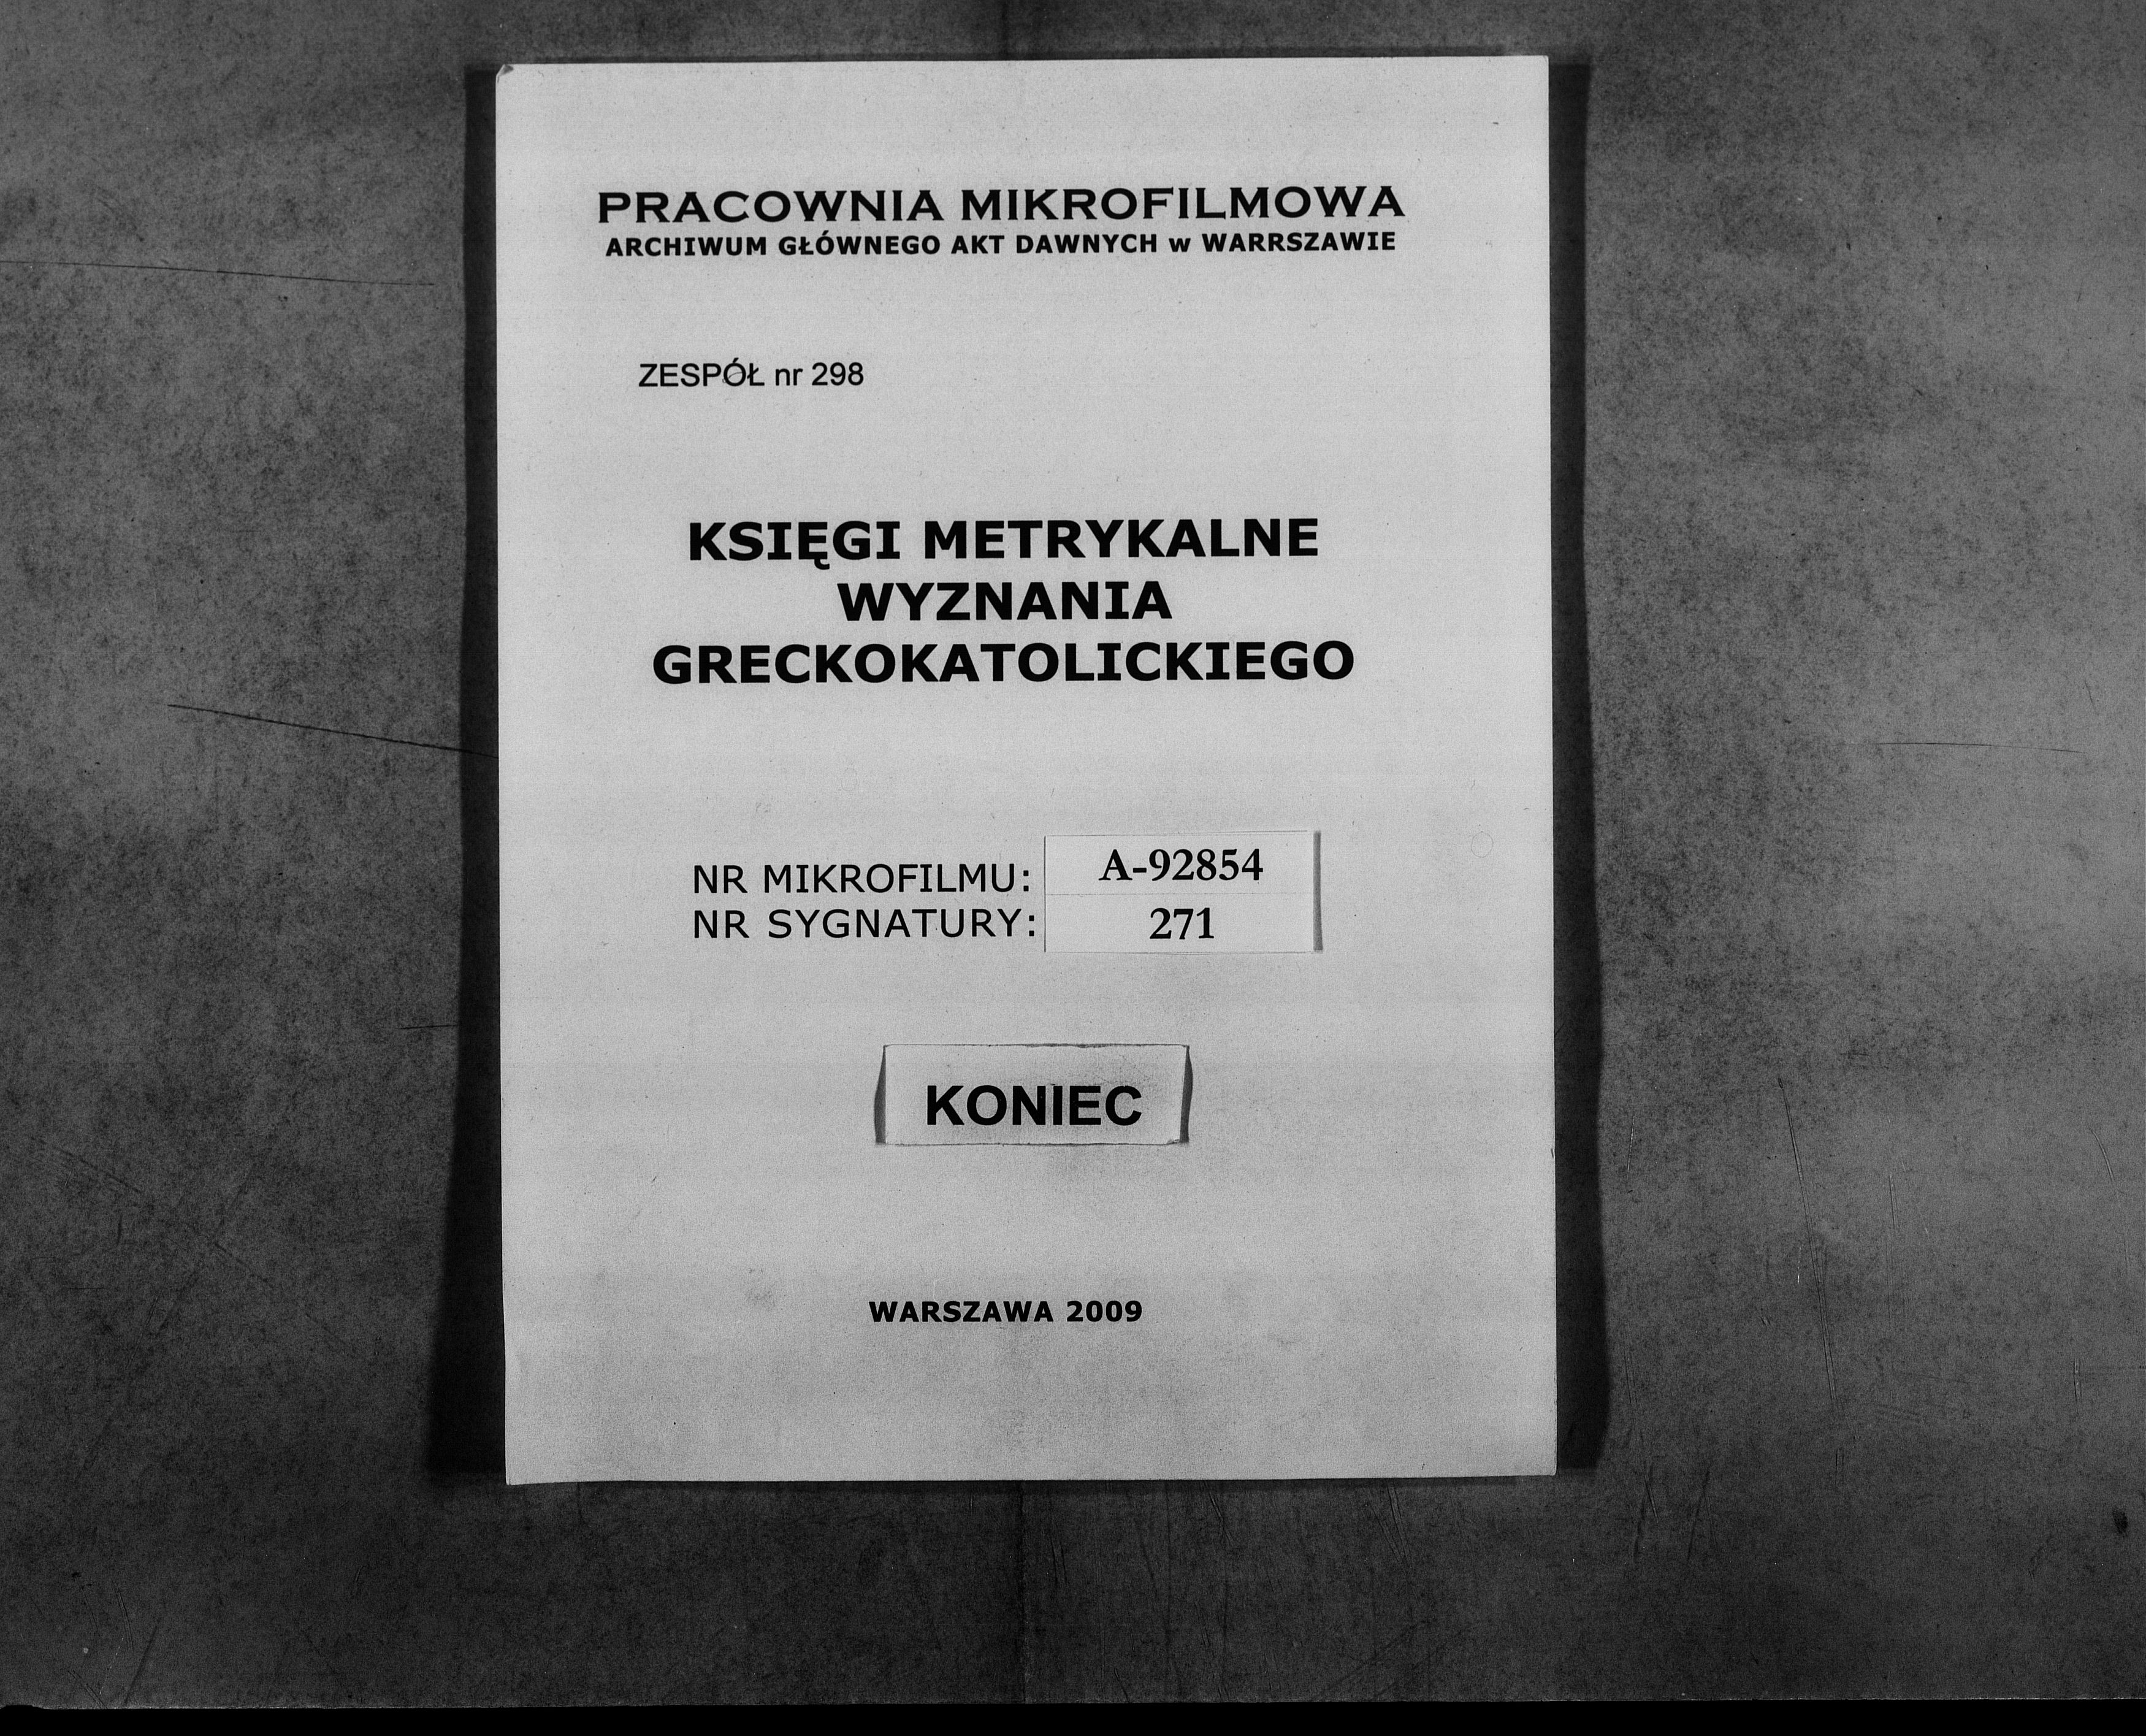 PRACOWNIA MIKROFILMOWA
ARCHIWUM GŁÓWNEGO AKT DAWNYCH w WARRSZAWIE
ZESPÓŁ nr 298
KSIĘGI METRYKALNE
WYZNANIA
GRECKOKATOLICKIEGO
NR MIKROFILMU: A-92854
NR SYGNATURY: 271
KONIEC
WARSZAWA 2009